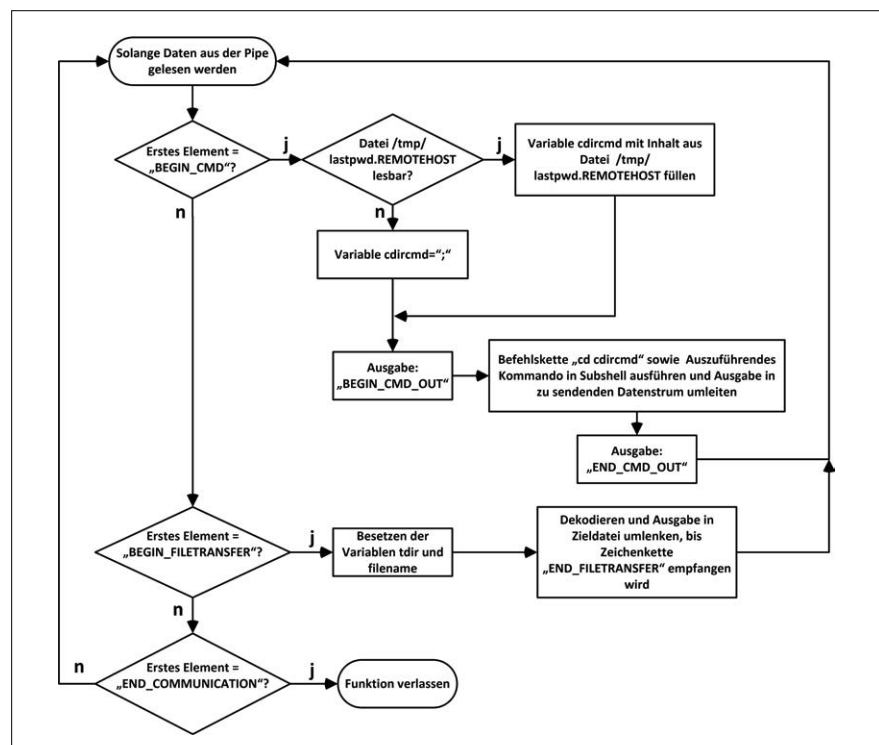 Solange Daten aus der Pipe
gelesen werden
Erstes Element =
„BEGIN_CMD“?
j
n
Datei /tmp/
lastpwd.REMOTEHOST
lesbar?
j
n
Variable cdircmd mit Inhalt aus
Datei /tmp/
lastpwd.REMOTEHOST füllen
Variable cdircmd=“;“
Ausgabe:
„BEGIN_CMD_OUT“
Befehlskette „cd cdircmd“ sowie Auszuführendes
Kommando in Subshell ausführen und Ausgabe in
zu sendenden Datenstrum umleiten
Ausgabe:
„END_CMD_OUT“
Erstes Element =
„BEGIN_FILETRANSFER“?
j
n
Besetzen der
Variablen tdir und
filename
Dekodieren und Ausgabe in
Zieldatei umlenken, bis
Zeichenkette
„END_FILETRANSFER“ empfangen
wird
Erstes Element =
„END_COMMUNICATION“?
n
j
Funktion verlassen